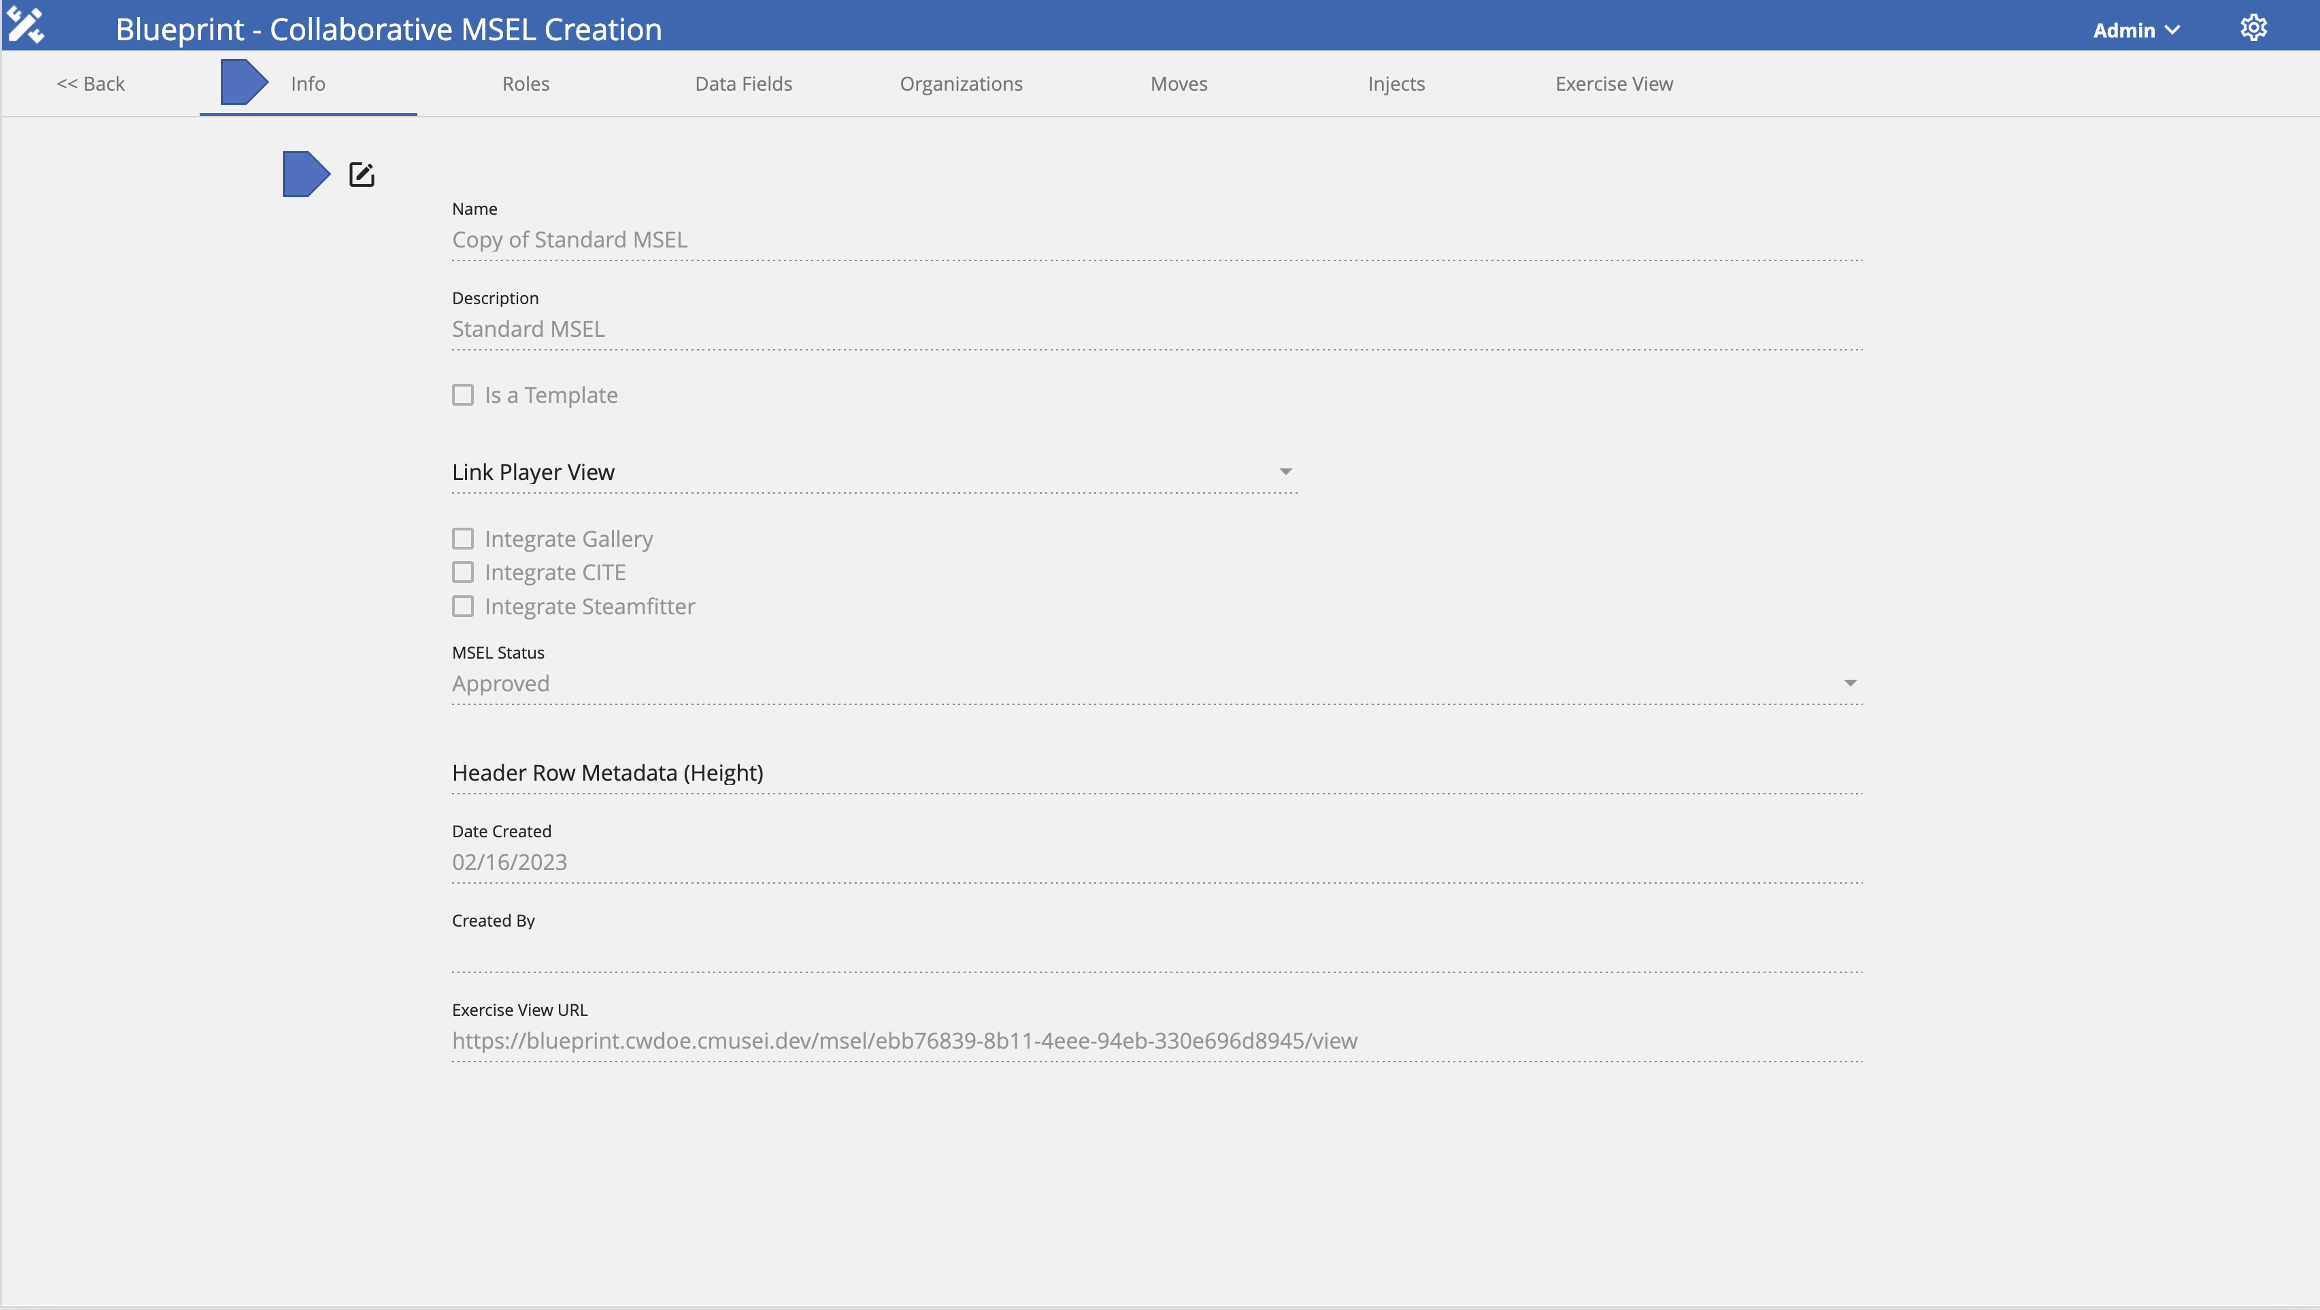 Blueprint - Collaborative MSEL Creation
Admin
<< Back
Info
Roles
Data Fields
Organizations
Moves
Injects
Exercise View
Name
Copy of Standard MSEL
Description
Standard MSEL
Is a Template
Link Player View
Integrate Gallery
Integrate CITE
Integrate Steamfitter
MSEL Status
Approved
Header Row Metadata (Height)
Date Created
02/16/2023
Created By
Exercise View URL
https://blueprint.cwdoe.cmusei.dev/msel/ebb76839-8b11-4eee-94eb-330e696d8945/view